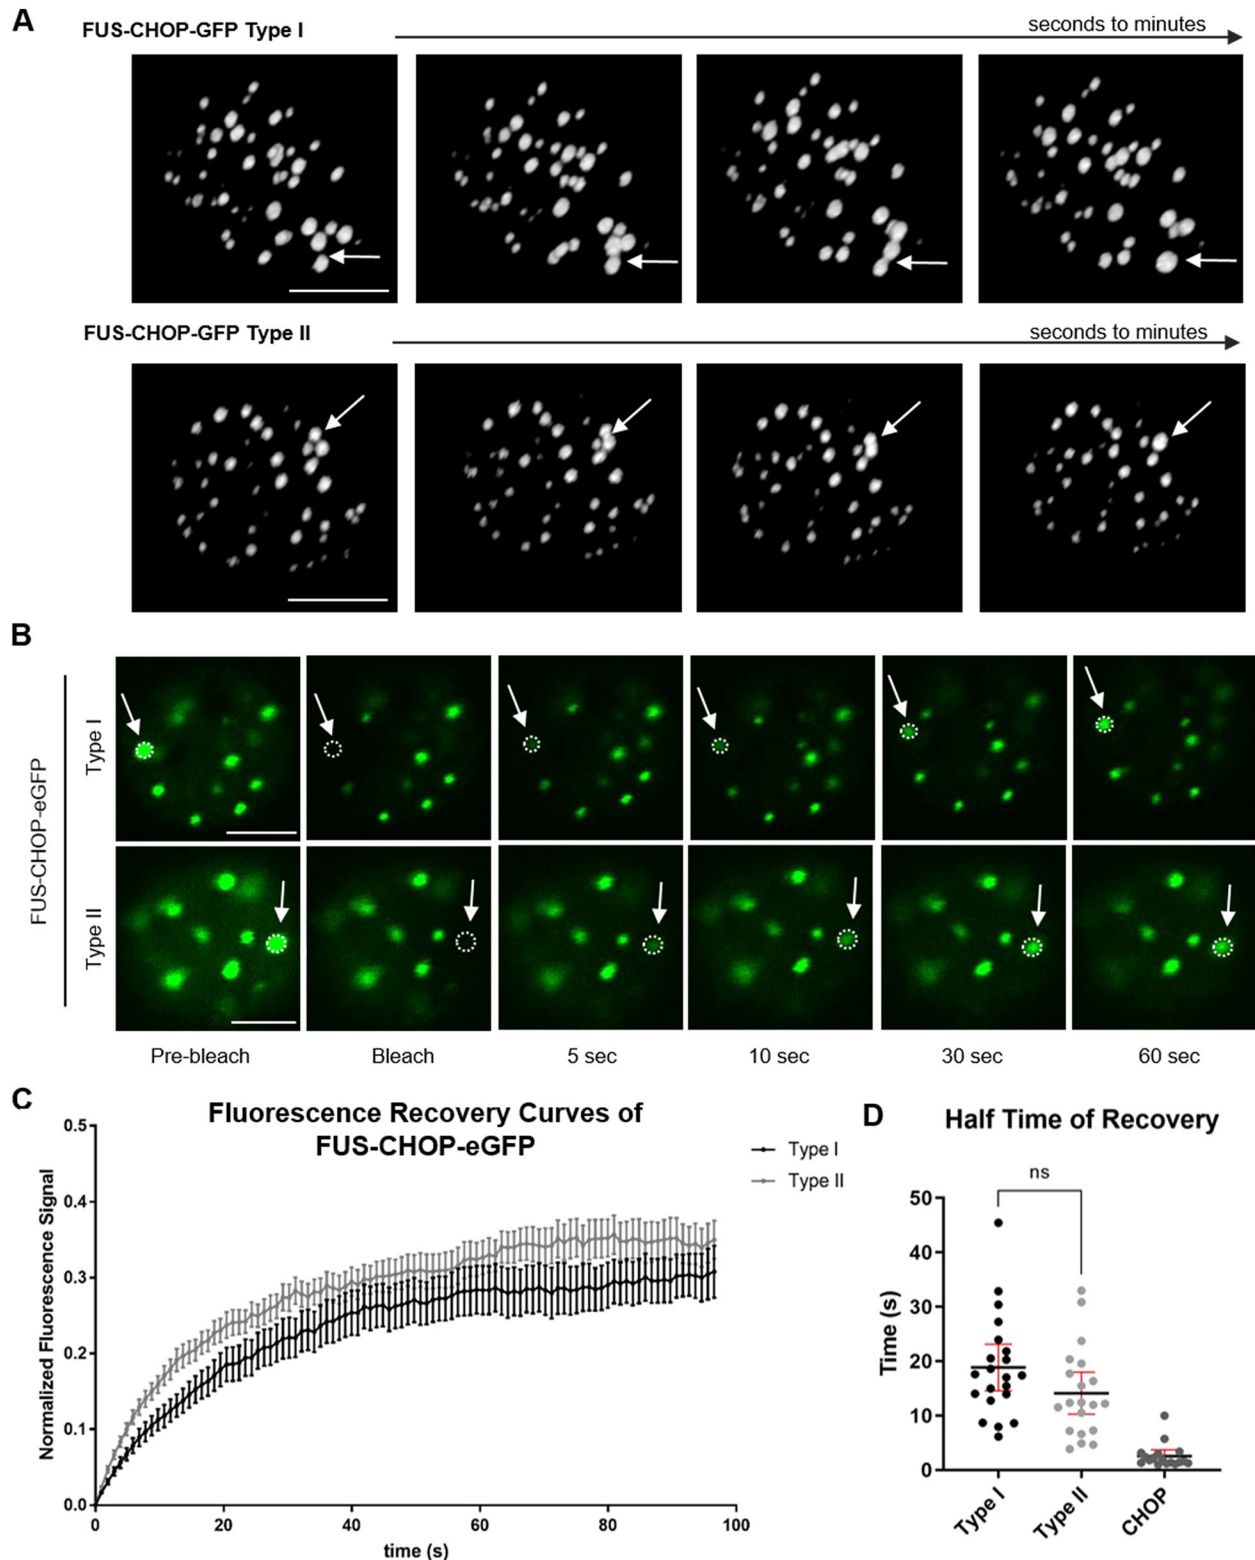 A
FUS-CHOP-GFP Type I
seconds to minutes
FUS-CHOP-GFP Type II
seconds to minutes
B
FUS-CHOP-eGFP
Type I
Type II
Pre-bleach
Bleach
5 sec
10 sec
30 sec
60 sec
C
Fluorescence Recovery Curves of
FUS-CHOP-eGFP
Type I
Type II
Normalized Fluorescence Signal
0.5
0.4
0.3
0.2
0.1
0.0
0
20
40
60
80
100
time (s)
D
Half Time of Recovery
ns
Time (s)
50
40
30
20
10
0
Type I
Type II
CHOP